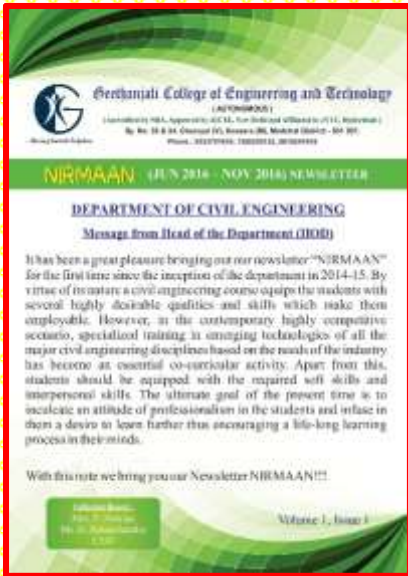 Geethanjali College of Engineering and Technology
( AUTONOMOUS )
NIRMAAN (JUN 2016 - NOV 2016) NEWSLETTER
DEPARTMENT OF CIVIL ENGINEERING
Message from Head of the Department (HOD)
It has been a great pleasure bringing out our newsletter "NIRMAAN"
for the first time since the inception of the department in 2014-15. By
virtue of its nature a civil engineering course equips the students with
several highly desirable qualities and skills which make them
employable. However, in the contemporary highly competitive
scenario, specialized training in emerging technologies of all the
major civil engineering disciplines based on the needs of the industry
has become an essential co-curricular activity. Apart from this,
students should be equipped with the required soft skills and
interpersonal skills. The ultimate goal of the present time is to
inculcate an attitude of professionalism in the students and infuse in
them a desire to learn further thus encouraging a life-long learning
process in their minds.
With this note we bring you our Newsletter NIRMAAN!!!
Volume 1, Issue 1